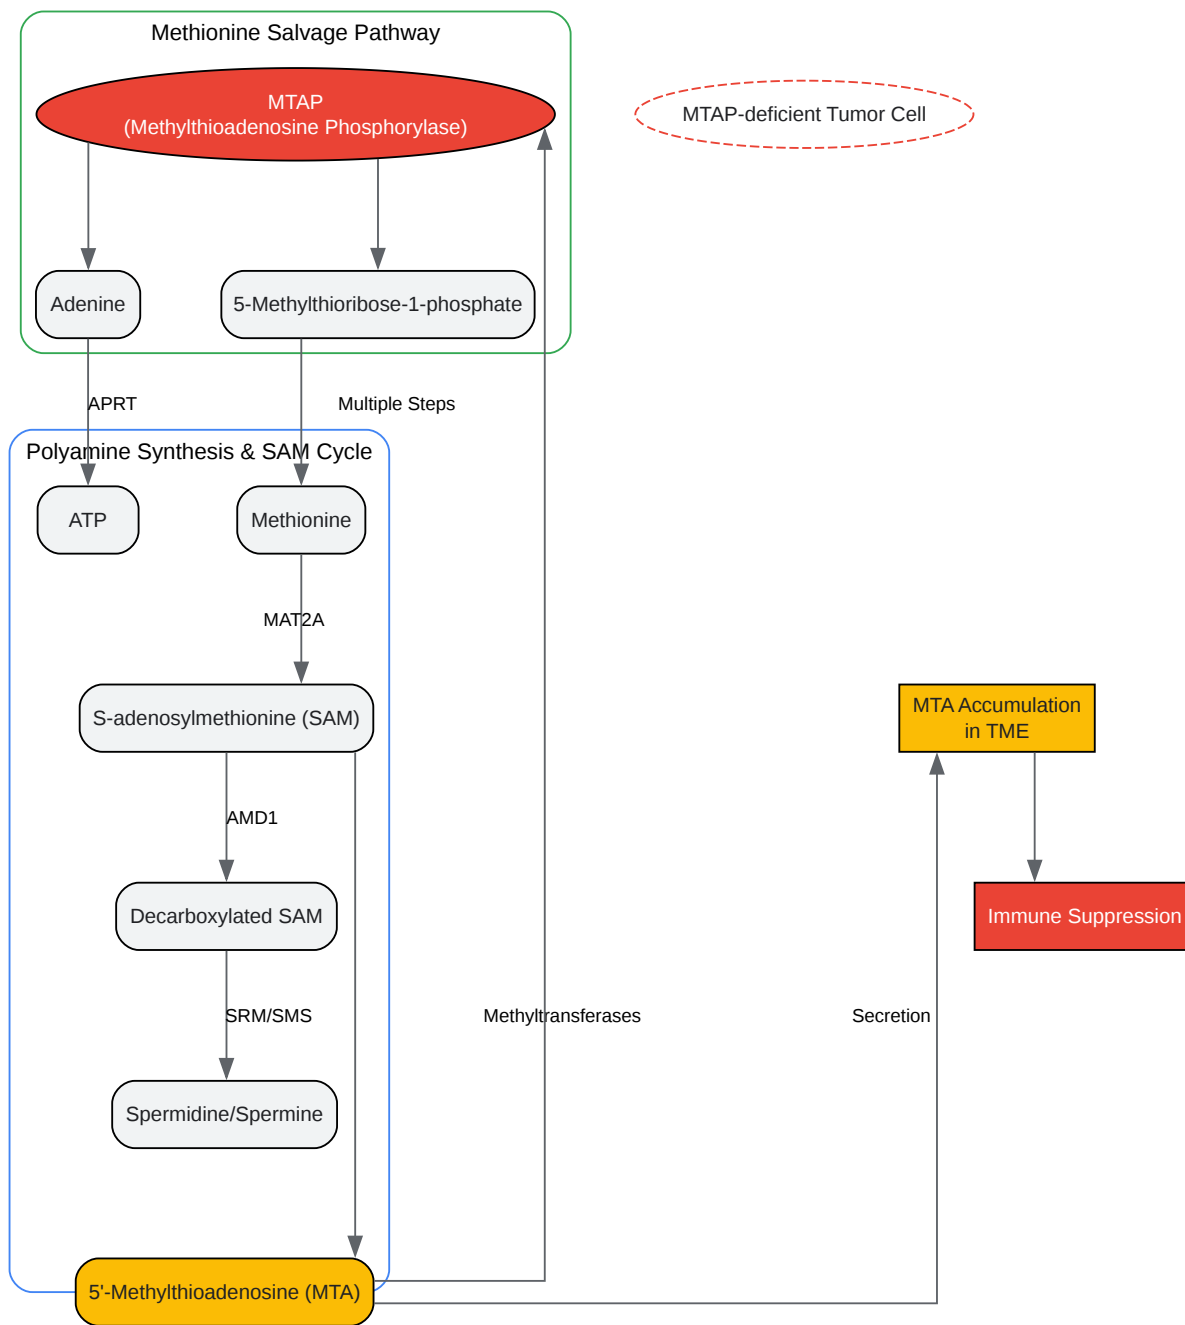 Methionine Salvage Pathway
MTAP
(Methylthioadenosine Phosphorylase)
MTAP-deficient Tumor Cell
Adenine
5-Methylthioribose-1-phosphate
APRT
Multiple Steps
Polyamine Synthesis & SAM Cycle
ATP
Methionine
MAT2A
S-adenosylmethionine (SAM)
MTA Accumulation
in TME
AMD1
Decarboxylated SAM
Immune Suppression
SRM/SMS
Methyltransferases
Secretion
Spermidine/Spermine
5'-Methylthioadenosine (MTA)